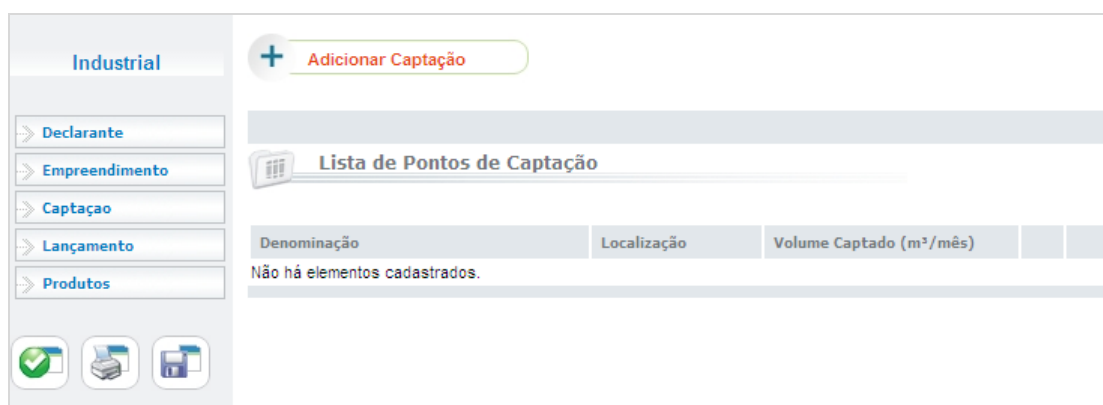 Industrial
Adicionar Captação
Declarante
Empreendimento
Captaçao
Lançamento
Produtos
Lista de Pontos de Captação
Denominação Localização Volume Captado (m³/mês)
Não há elementos cadastrados.